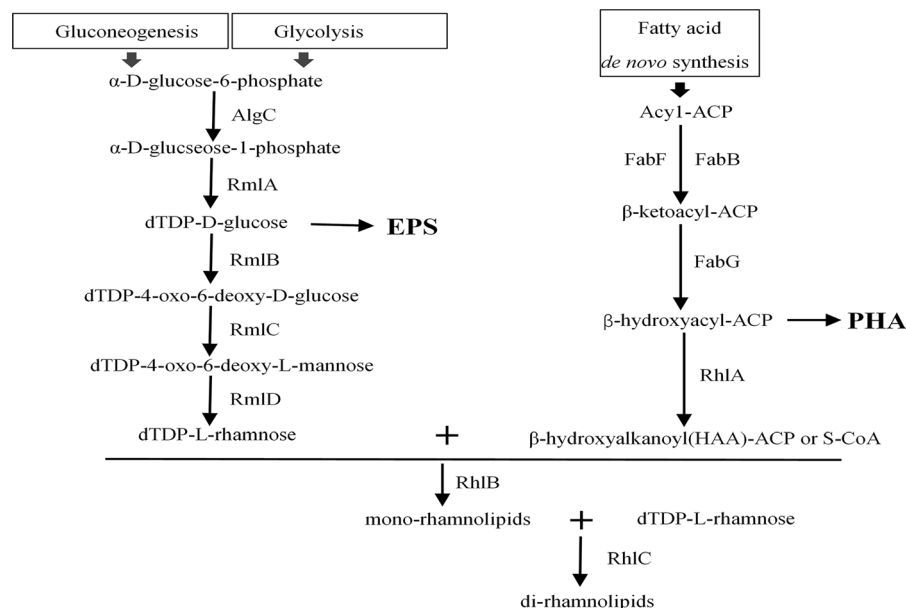 Gluconeogenesis
Glycolysis
α-D-glucose-6-phosphate
AlgC
α-D-glucseose-1-phosphate
RmlA
dTDP-D-glucose
EPS
RmlB
dTDP-4-oxo-6-deoxy-D-glucose
RmlC
dTDP-4-oxo-6-deoxy-L-mannose
RmlD
dTDP-L-rhamnose
+
Fatty acid
de novo synthesis
Acy1-ACP
FabF
FabB
β-ketoacyl-ACP
FabG
β-hydroxyacyl-ACP
PHA
RhlA
β-hydroxyalkanoyl(HAA)-ACP or S-CoA
RhlB
mono-rhamnolipids + dTDP-L-rhamnose
RhlC
di-rhamnolipids